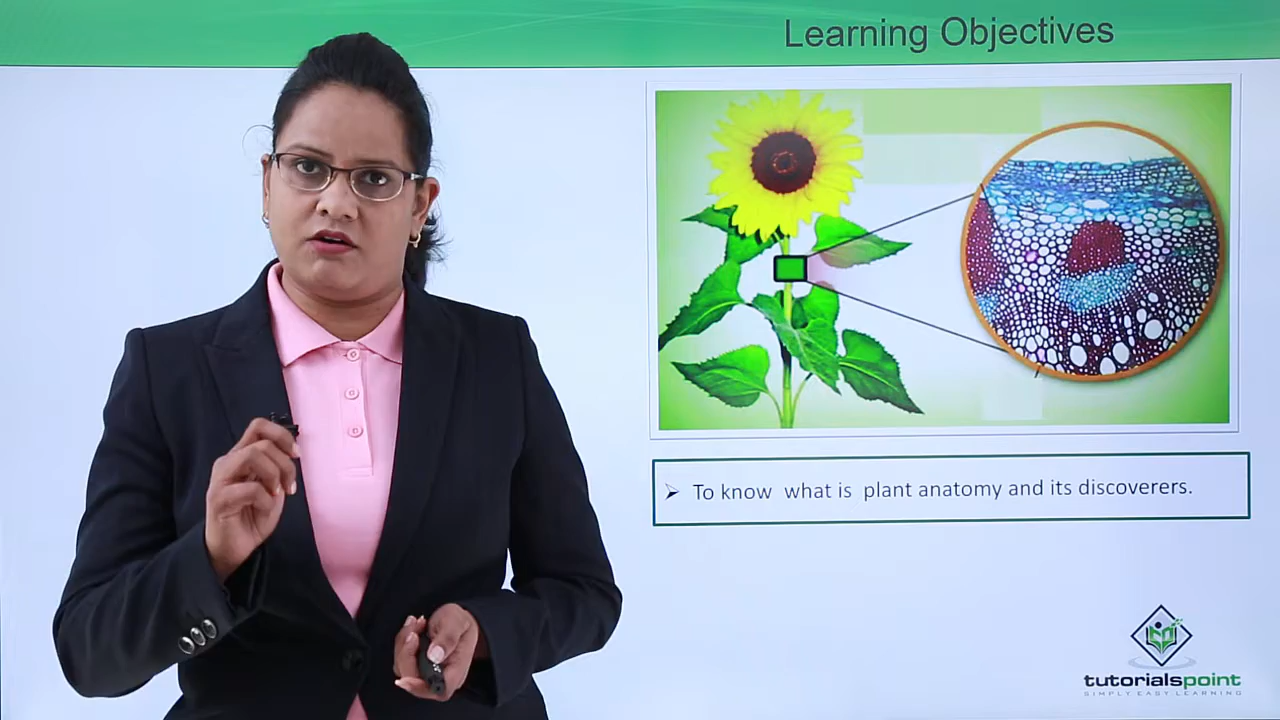 Learning Objectives
➢ To know what is plant anatomy and its discoverers.
tutorialspoint
SIMPLY EASY LEARNING